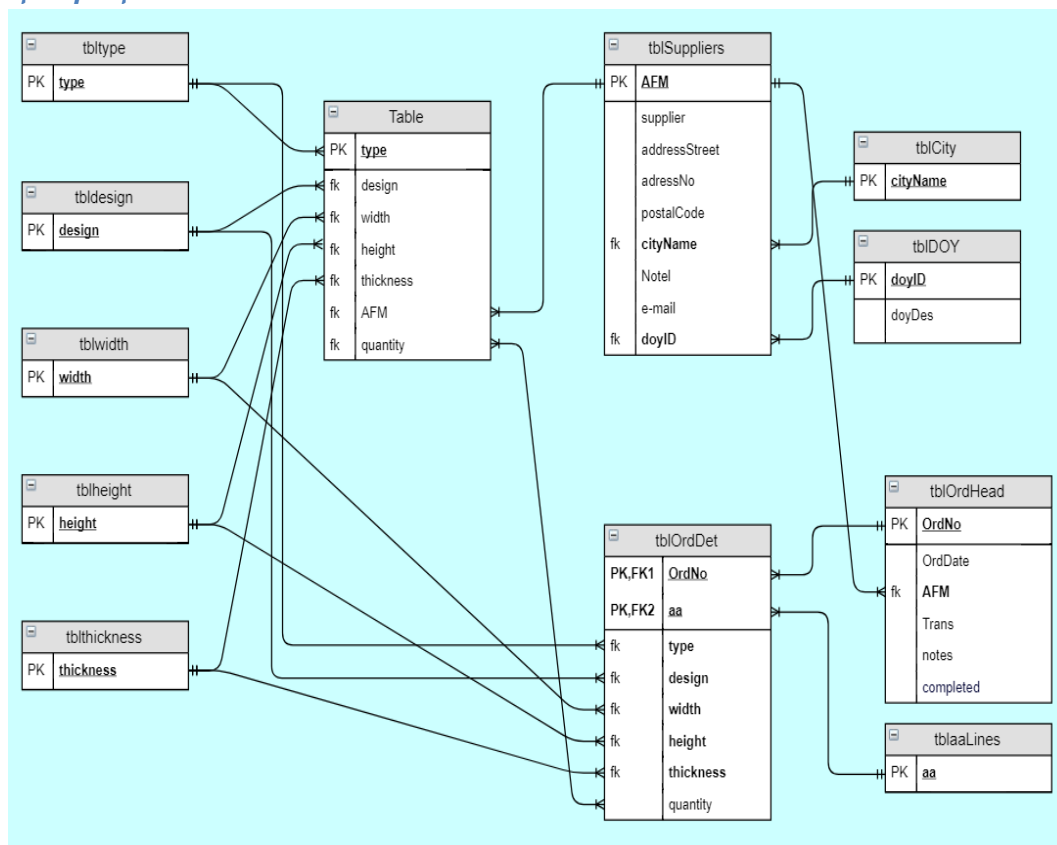 tbltype
PK type
tbldesign
PK design
tblwidth
PK width
tblheight
PK height
tblthickness
PK thickness
Table
PK type
fk design
fk width
fk height
fk thickness
fk AFM
fk quantity
tblSuppliers
PK AFM
supplier
addressStreet
adressNo
postalCode
fk cityName
Notel
e-mail
fk doyID
tblCity
PK cityName
tblDOY
PK doyID
doyDes
tblOrdDet
PK,FK1 OrdNo
PK,FK2 aa
fk type
fk design
fk width
fk height
fk thickness
quantity
tblOrdHead
PK OrdNo
OrdDate
fk AFM
Trans
notes
completed
tblaaLines
PK aa